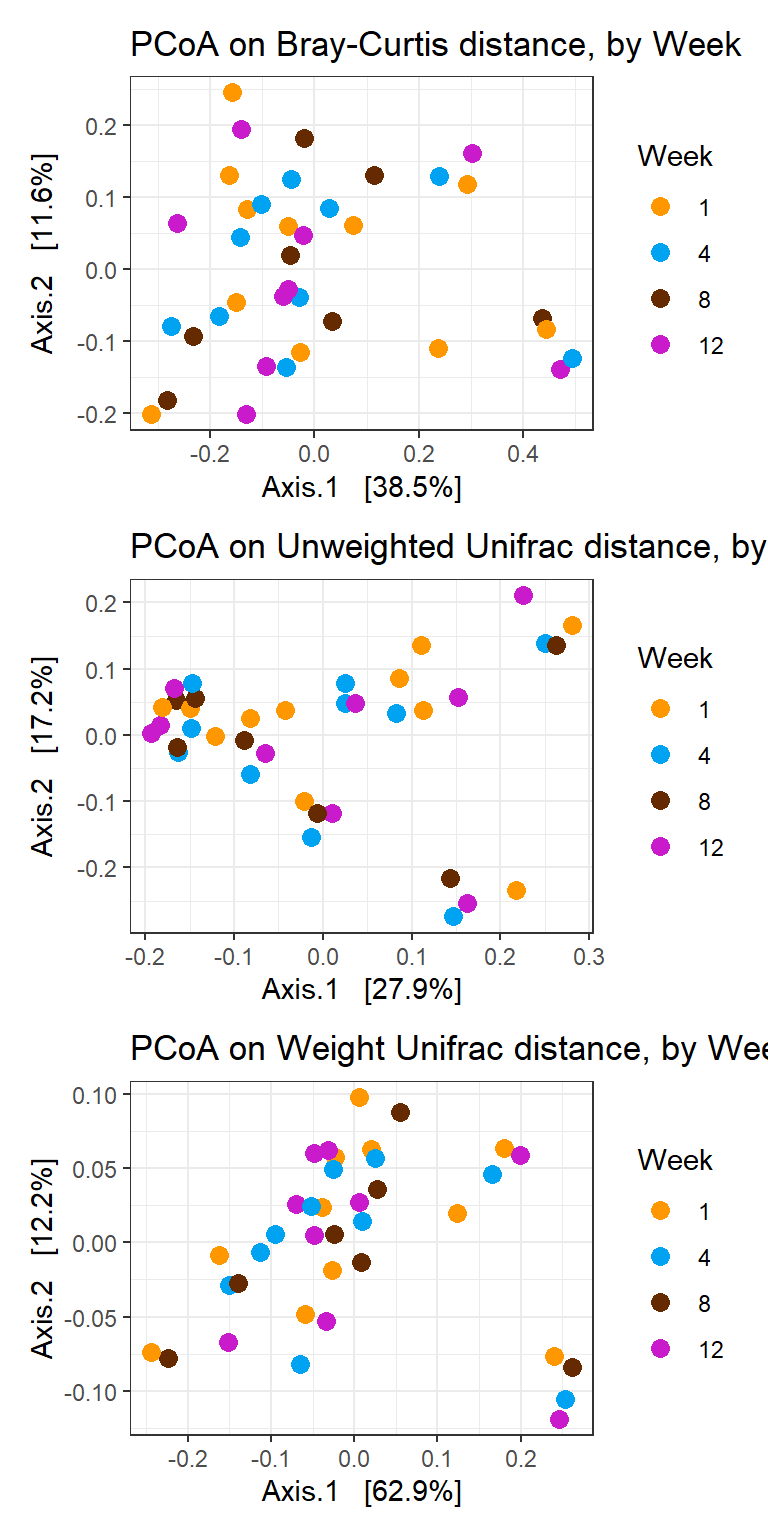 PCoA on Bray-Curtis distance, by Week
0.2
0.1
0.0
-0.1
-0.2
Axis.2 [11.6%]
-0.2 0.0 0.2 0.4
Axis.1 [38.5%]
Week
1
4
8
12
PCoA on Unweighted Unifrac distance, by
0.2
0.1
0.0
-0.1
-0.2
Axis.2 [17.2%]
-0.2 -0.1 0.0 0.1 0.2 0.3
Axis.1 [27.9%]
Week
1
4
8
12
PCoA on Weight Unifrac distance, by Wee
0.10
0.05
0.00
-0.05
-0.10
Axis.2 [12.2%]
-0.2 -0.1 0.0 0.1 0.2
Axis.1 [62.9%]
Week
1
4
8
12